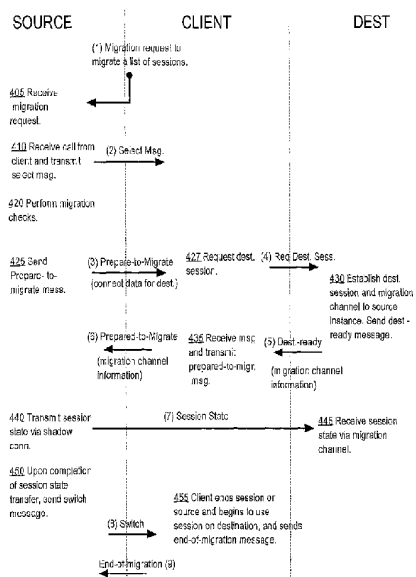 SOURCE CLIENT DEST
(1) Migration request to
migrate a list of sessions.
405 Receive
migration
request.
410 Receive call from
client and transmit
select msg.
(2) Select Msg.
420 Perform migration
checks.
425 Send
Prepare- to-
migrate mess.
(3) Prepare-to-Migrate
(connect data for dest.)
427 Request dest.
session.
(4) Req Dest. Sess.
430 Establish dest.
session and migration
channel to source
instance. Send dest -
ready message.
(6) Prepared-to-Migrate
(migration channel
information)
435 Receive msg
and transmit
prepared-to-migr.
msg.
(5) Dest-ready
(migration channel
information)
440 Transmit session
state via shadow
conn.
(7) Session State
445 Receive session
state via migration
channel.
450 Upon completion
of session state
transfer, send switch
message.
455 Client ends session
or source and begins to use
session on destination, and sends
end-of-migration message.
(8) Switch
End-of-migration (9)